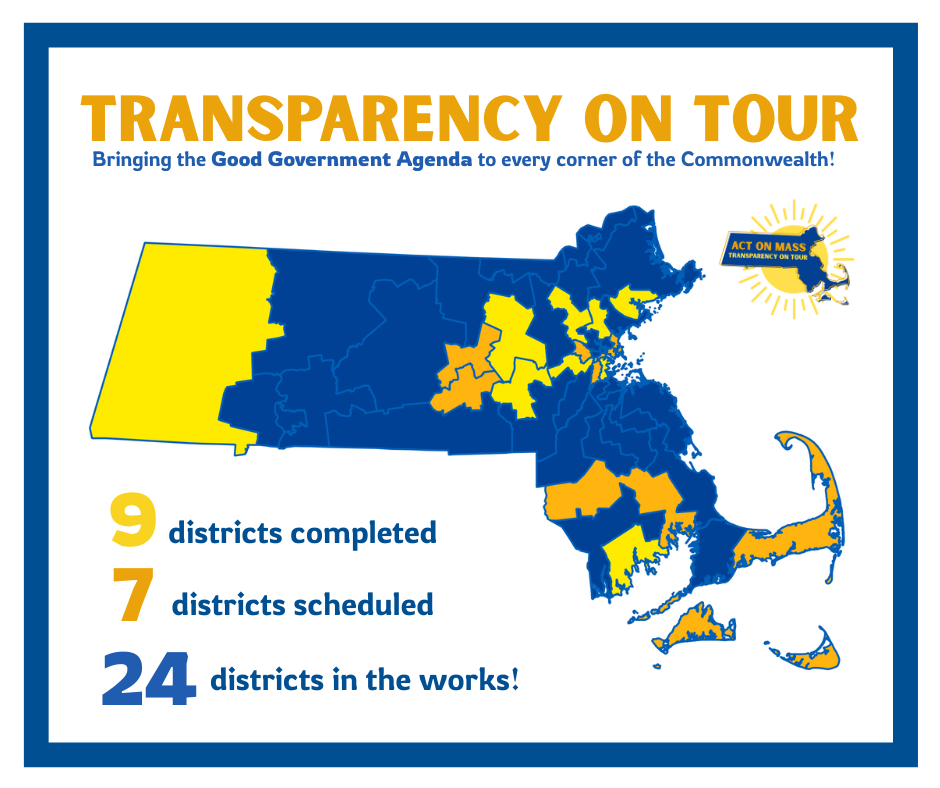 TRANSPARENCY ON TOUR
Bringing the Good Government Agenda to every corner of the Commonwealth!
ACT ON MASS
TRANSPARENCY ON TOUR
9 districts completed
7 districts scheduled
24 districts in the works!